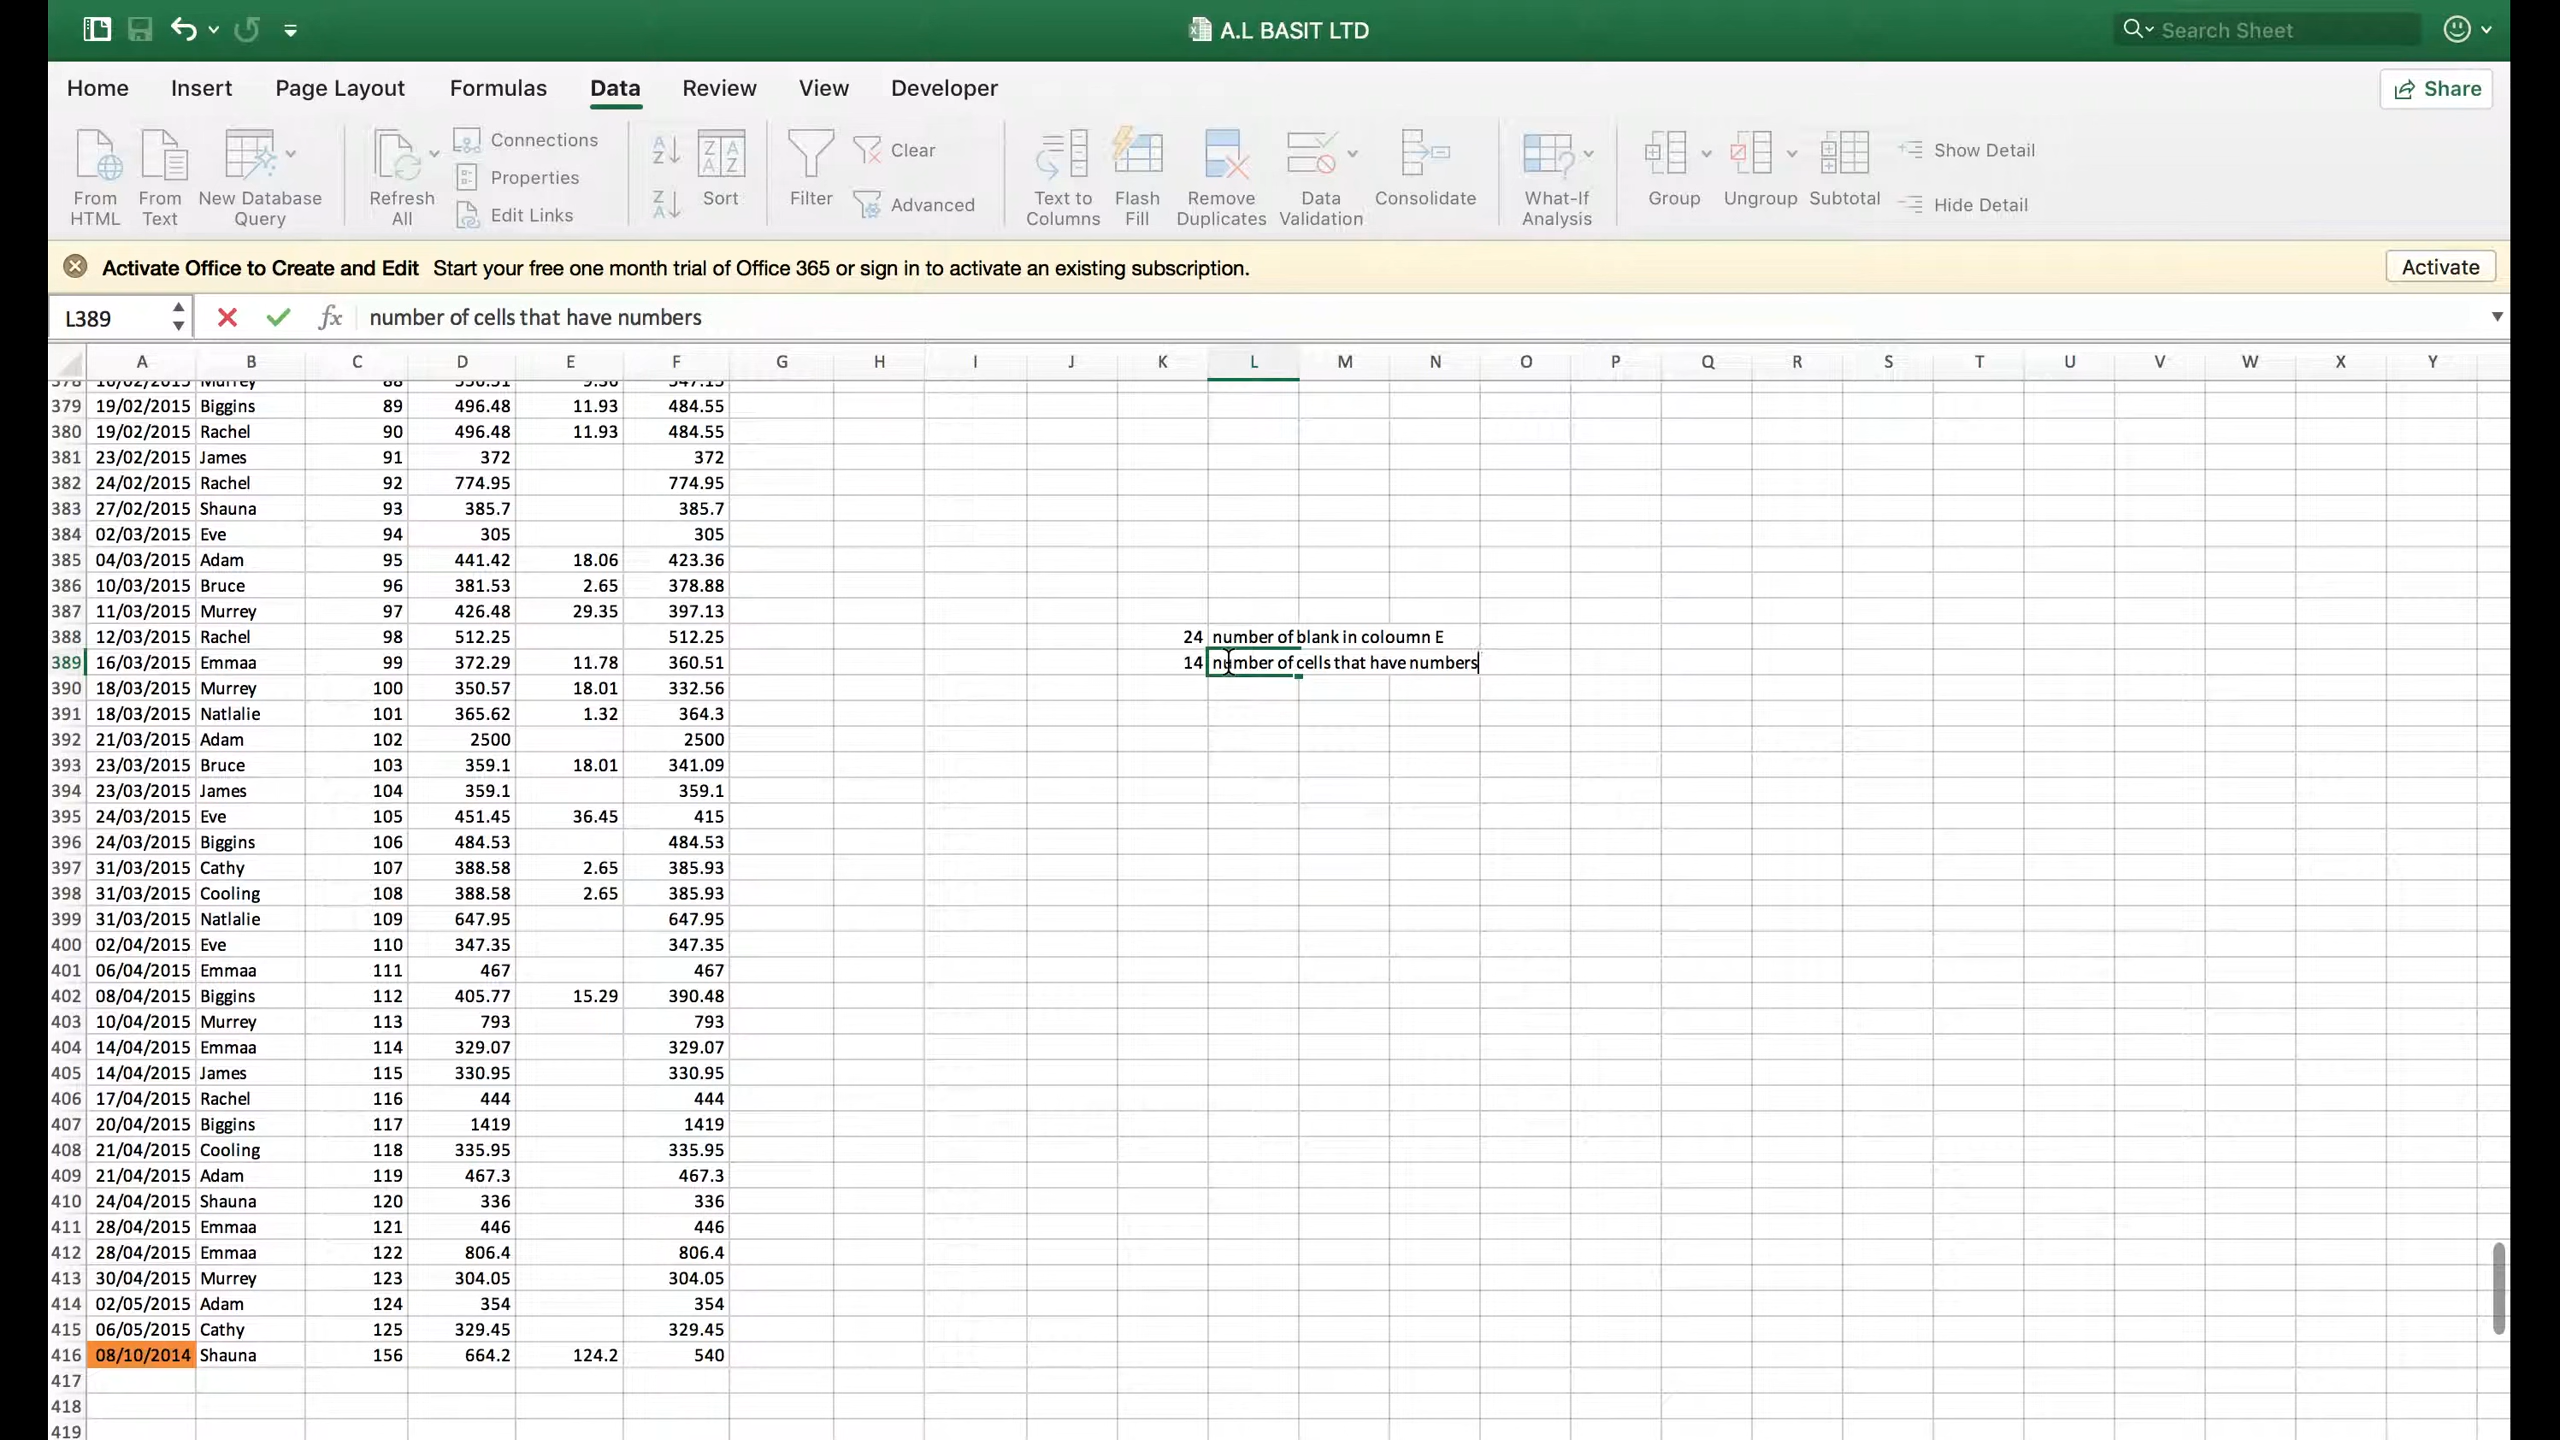 A.L BASIT LTD
Search Sheet
Home Insert Page Layout Formulas Data Review View Developer
Share
From HTML
From Text
New Database Query
Refresh All
Connections
Properties
Edit Links
A Z
Z A
Z A A Z
Sort
Filter
Clear
Advanced
Text to Columns
Flash Fill
Remove Duplicates
Data Validation
Consolidate
What-If Analysis
Group
Ungroup
Subtotal
Show Detail
Hide Detail
Activate Office to Create and Edit Start your free one month trial of Office 365 or sign in to activate an existing subscription.
Activate
L389 fx number of cells that have numbers
A B C D E F G H I J K L M N O P Q R S T U V W X Y
378 16/02/2015 Murrey 88 9.36
379 19/02/2015 Biggins 89 496.48 11.93 484.55
380 19/02/2015 Rachel 90 496.48 11.93 484.55
381 23/02/2015 James 91 372 372
382 24/02/2015 Rachel 92 774.95 774.95
383 27/02/2015 Shauna 93 385.7 385.7
384 02/03/2015 Eve 94 305 305
385 04/03/2015 Adam 95 441.42 18.06 423.36
386 10/03/2015 Bruce 96 381.53 2.65 378.88
387 11/03/2015 Murrey 97 426.48 29.35 397.13
388 12/03/2015 Rachel 98 512.25 512.25 24 number of blank in coloumn E
389 16/03/2015 Emmaa 99 372.29 11.78 360.51 14 number of cells that have numbers
390 18/03/2015 Murrey 100 350.57 18.01 332.56
391 18/03/2015 Natlalie 101 365.62 1.32 364.3
392 21/03/2015 Adam 102 2500 2500
393 23/03/2015 Bruce 103 359.1 18.01 341.09
394 23/03/2015 James 104 359.1 359.1
395 24/03/2015 Eve 105 451.45 36.45 415
396 24/03/2015 Biggins 106 484.53 484.53
397 31/03/2015 Cathy 107 388.58 2.65 385.93
398 31/03/2015 Cooling 108 388.58 2.65 385.93
399 31/03/2015 Natlalie 109 647.95 647.95
400 02/04/2015 Eve 110 347.35 347.35
401 06/04/2015 Emmaa 111 467 467
402 08/04/2015 Biggins 112 405.77 15.29 390.48
403 10/04/2015 Murrey 113 793 793
404 14/04/2015 Emmaa 114 329.07 329.07
405 14/04/2015 James 115 330.95 330.95
406 17/04/2015 Rachel 116 444 444
407 20/04/2015 Biggins 117 1419 1419
408 21/04/2015 Cooling 118 335.95 335.95
409 21/04/2015 Adam 119 467.3 467.3
410 24/04/2015 Shauna 120 336 336
411 28/04/2015 Emmaa 121 446 446
412 28/04/2015 Emmaa 122 806.4 806.4
413 30/04/2015 Murrey 123 304.05 304.05
414 02/05/2015 Adam 124 354 354
415 06/05/2015 Cathy 125 329.45 329.45
416 08/10/2014 Shauna 156 664.2 124.2 540
417
418
419